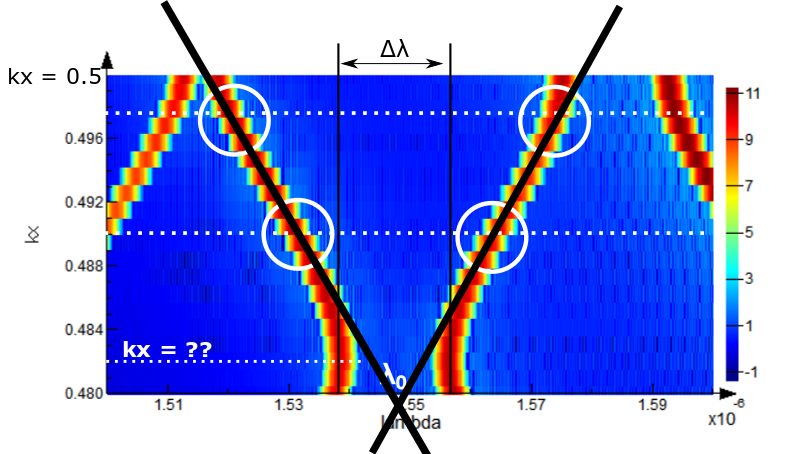 Δλ
kx = 0.5
11
0.496
9
0.492
7
kx
5
0.488
3
0.484
1
kx = ??
-1
λ₀
0.480
1.51 1.53 1.55 1.57 1.59 -6
x10
lambda